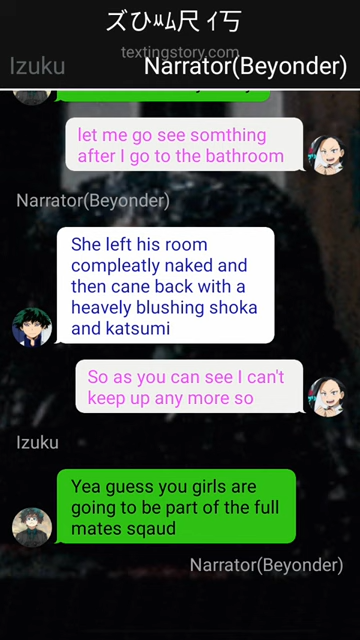 ズひﾑ尺 ｲ丂
textingstory.com
Izuku Narrator(Beyonder)
let me go see somthing
after I go to the bathroom
Narrator(Beyonder)
She left his room
compleatly naked and
then cane back with a
heavely blushing shoka
and katsumi
So as you can see I can't
keep up any more so
Izuku
Yea guess you girls are
going to be part of the full
mates sqaud
Narrator(Beyonder)